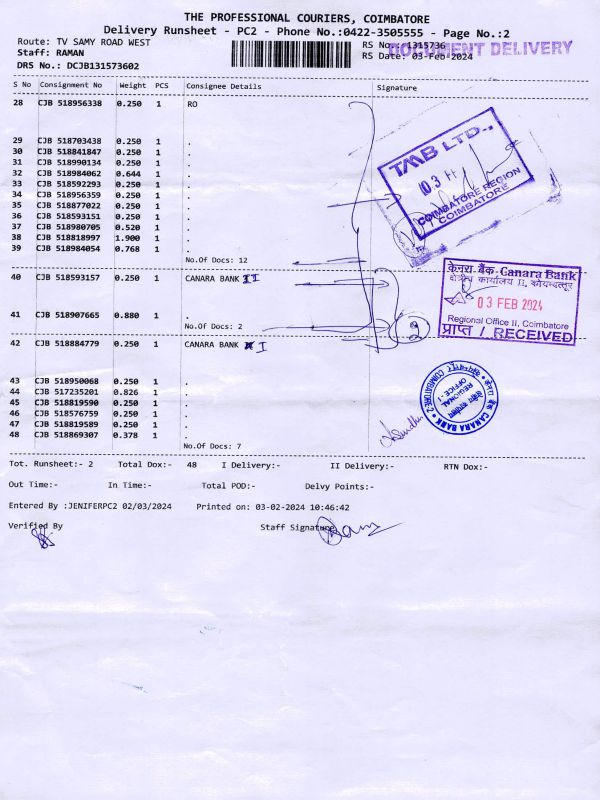 THE PROFESSIONAL COURIERS, COIMBATORE
Delivery Runsheet - PC2 - Phone No.:0422-3505555 - Page No.:2
Route: TV SAMY ROAD WEST
RS No.: 1315736
DOCUMENT DELIVERY
Staff: RAMAN
RS Date: 03-Feb-2024
DRS No.: DCJB131573602
S No Consignment No Weight PCS Consignee Details Signature
28 CJB 518956338 0.250 1 RO
29 CJB 518703438 0.250 1 .
30 CJB 518841847 0.250 1 .
31 CJB 518990134 0.250 1 .
32 CJB 518984062 0.644 1 .
33 CJB 518592293 0.250 1 .
34 CJB 518956359 0.250 1 .
35 CJB 518877022 0.250 1 .
36 CJB 518593151 0.250 1 .
37 CJB 518980705 0.520 1 .
38 CJB 518818997 1.900 1 .
39 CJB 518984054 0.768 1 .
No.Of Docs: 12
TMB LTD.,
03 FE
COIMBATORE REGION
COIMBATORE
40 CJB 518593157 0.250 1 CANARA BANK II
41 CJB 518907665 0.880 1 .
No.Of Docs: 2
केनरा बैंक Canara Bank
क्षेत्रीय कार्यालय II, कोयम्बत्तूर
03 FEB 2024
Regional Office II, Coimbatore
प्राप्त / RECEIVED
42 CJB 518884779 0.250 1 CANARA BANK I
43 CJB 518950068 0.250 1 .
44 CJB 517235201 0.826 1 .
45 CJB 518819590 0.250 1 .
46 CJB 518576759 0.250 1 .
47 CJB 518819589 0.250 1 .
48 CJB 518869307 0.378 1 .
No.Of Docs: 7
REGIONAL OFFICE - I
CANARA BANK COIMBATORE-2
Tot. Runsheet:- 2 Total Dox:- 48 I Delivery:- II Delivery:- RTN Dox:-
Out Time:- In Time:- Total POD:- Delvy Points:-
Entered By :JENIFERPC2 02/03/2024 Printed on: 03-02-2024 10:46:42
Verified By Staff Signature